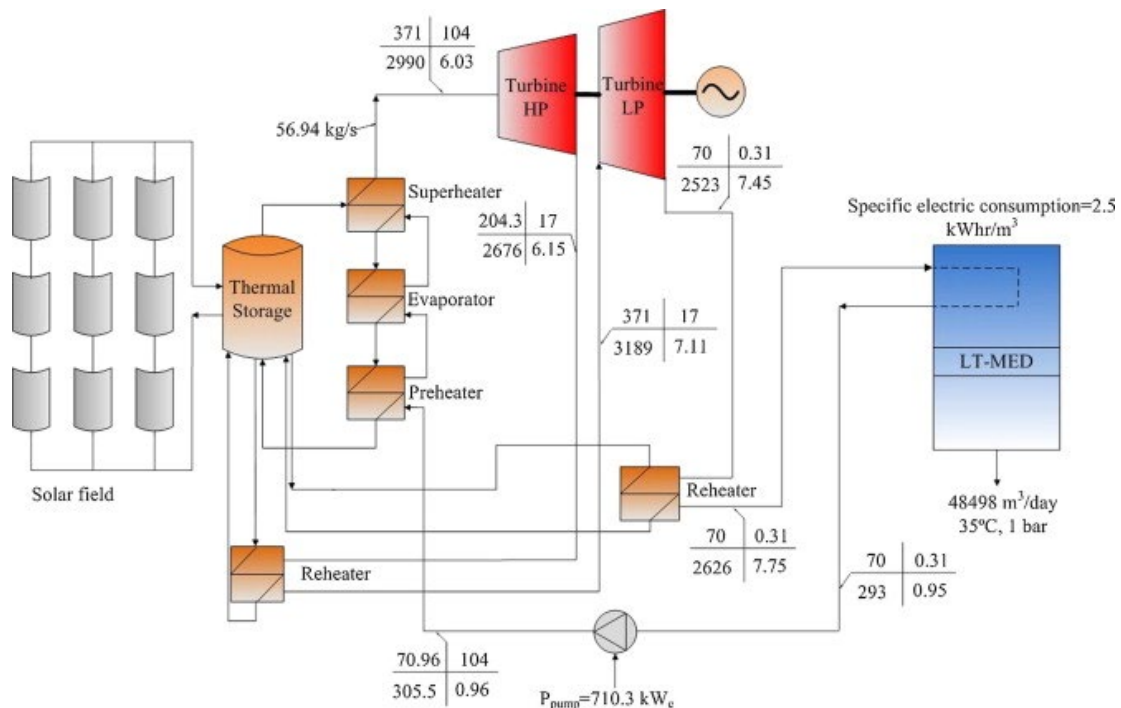 371 104
2990 6.03
Turbine
HP
Turbine
LP
56.94 kg/s
70 0.31
2523 7.45
Superheater
204.3 17
2676 6.15
Specific electric consumption=2.5
kWhr/m³
Thermal
Storage
Evaporator
371 17
3189 7.11
LT-MED
Preheater
Solar field
Reheater
48498 m³/day
35ºC, 1 bar
70 0.31
2626 7.75
70 0.31
293 0.95
Reheater
70.96 104
305.5 0.96
Ppump=710.3 kWe